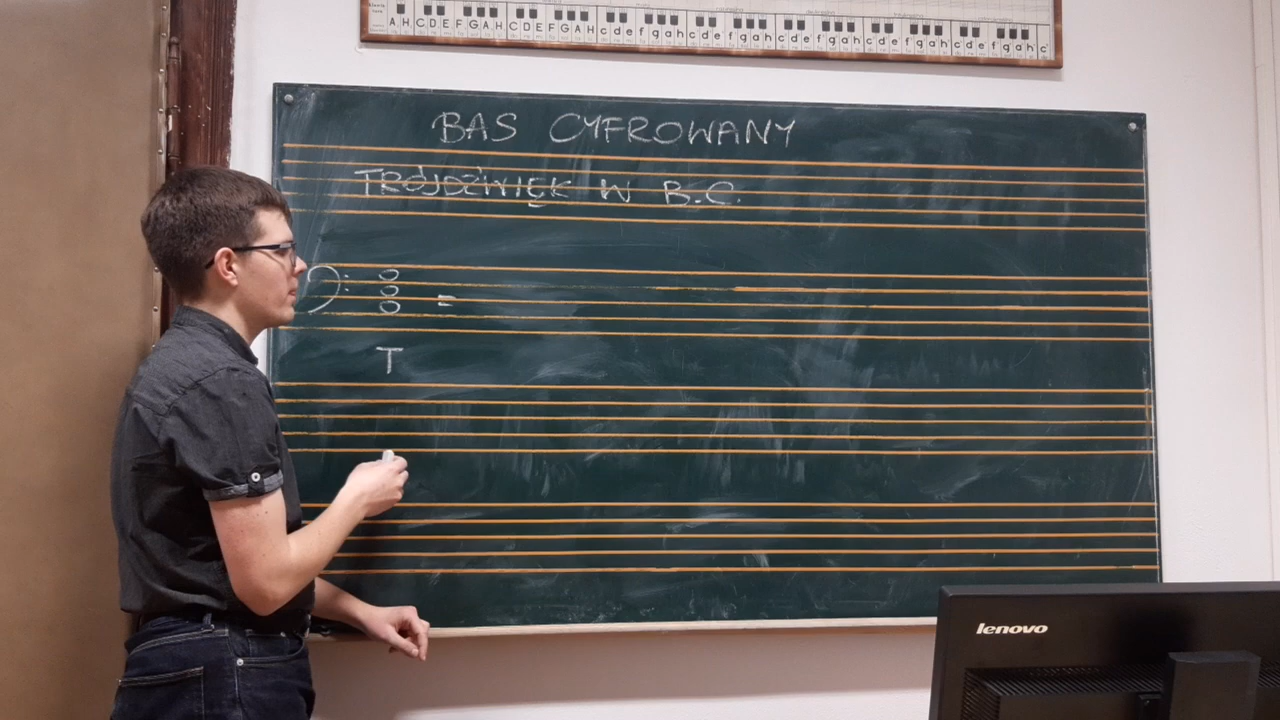 A H C D E F G A H C D E F G A H c d e f g a h c d e f g a h c d e f g a h c d e f g a h c
BAS CYFROWANY
TRÓJDŹWIĘK W B.C.
=
T
lenovo